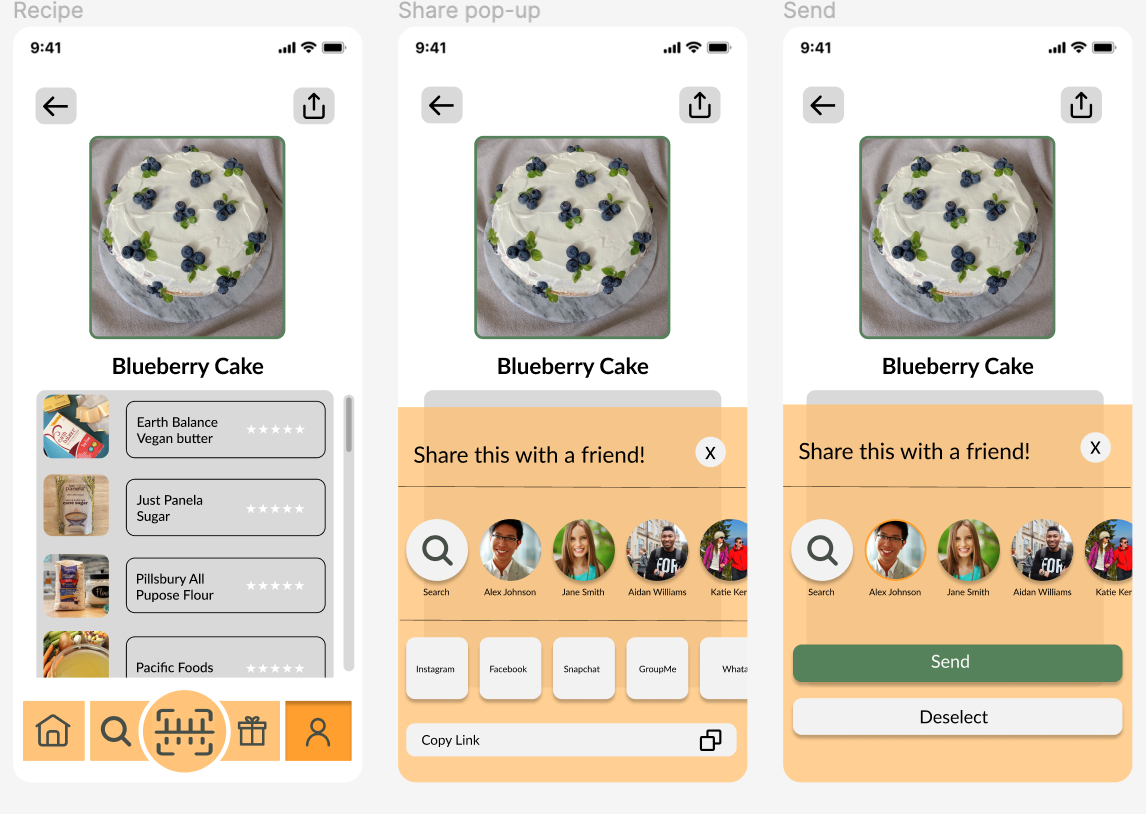 Recipe
9:41
Blueberry Cake
Earth Balance
Vegan butter
Just Panela
Sugar
Pillsbury All
Pupose Flour
Pacific Foods
Share pop-up
9:41
Blueberry Cake
Share this with a friend!
X
FOR
Search
Alex Johnson
Jane Smith
Aidan Williams
Katie Ker
Instagram
Facebook
Snapchat
GroupMe
Whats
Copy Link
Send
9:41
Blueberry Cake
Share this with a friend!
X
FOR
Search
Alex Johnson
Jane Smith
Aidan Williams
Katie Ker
Send
Deselect